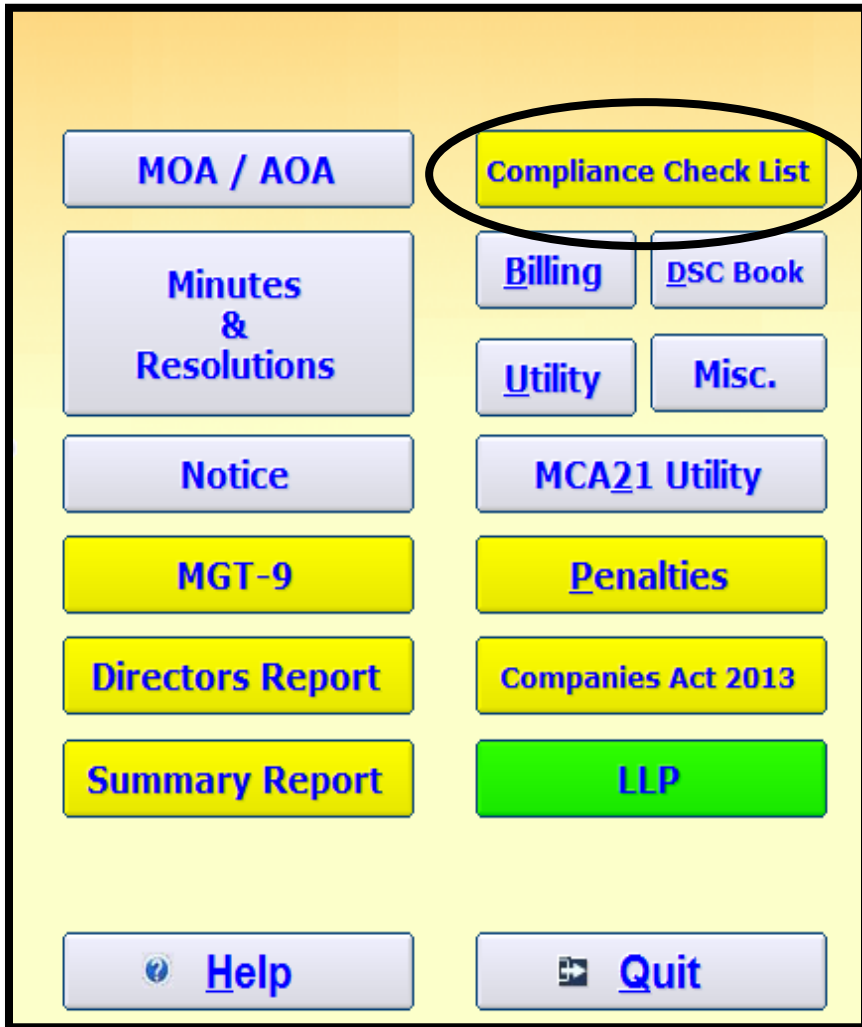 MOA / AOA
Compliance Check List
Minutes
&
Resolutions
Billing
DSC Book
Utility
Misc.
Notice
MCA21 Utility
MGT-9
Penalties
Directors Report
Companies Act 2013
Summary Report
LLP
Help
Quit